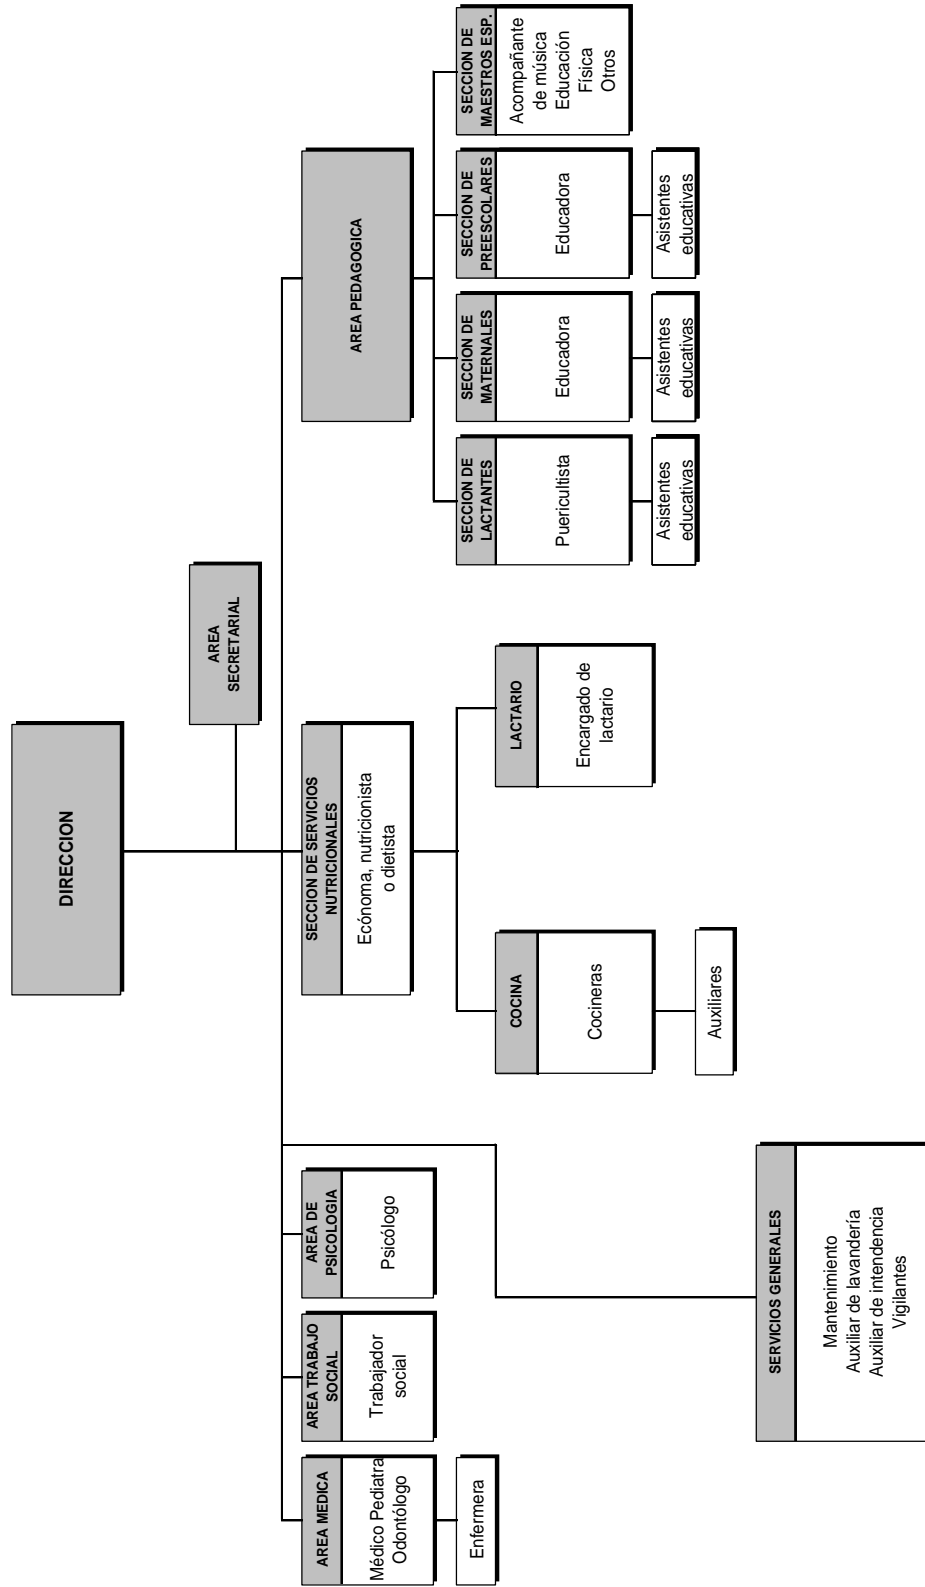 DIRECCION
AREA
SECRETARIAL
AREA MEDICA
Médico Pediatra
Odontólogo
Enfermera
AREA TRABAJO
SOCIAL
Trabajador
social
AREA DE
PSICOLOGIA
Psicólogo
SERVICIOS GENERALES
Mantenimiento
Auxiliar de lavandería
Auxiliar de intendencia
Vigilantes
SECCION DE SERVICIOS
NUTRICIONALES
Ecónoma, nutricionista
o dietista
COCINA
Cocineras
Auxiliares
LACTARIO
Encargado de
lactario
AREA PEDAGOGICA
SECCION DE
LACTANTES
Puericultista
Asistentes
educativas
SECCION DE
MATERNALES
Educadora
Asistentes
educativas
SECCION DE
PREESCOLARES
Educadora
Asistentes
educativas
SECCION DE
MAESTROS ESP.
Acompañante
de música
Educación
Física
Otros